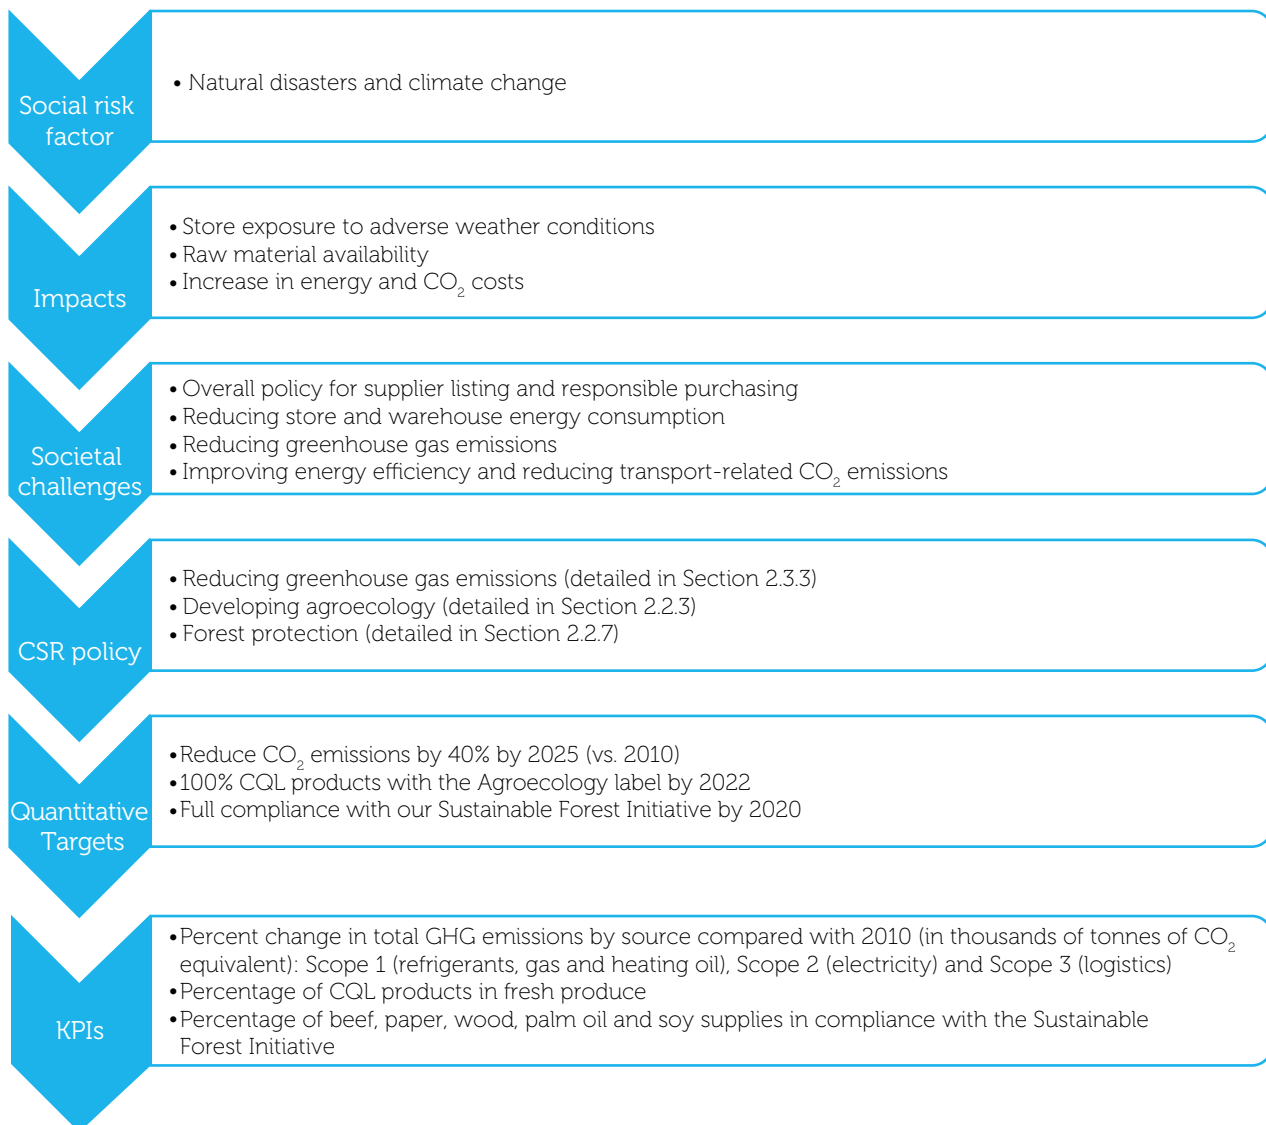 Social risk
factor
• Natural disasters and climate change
Impacts
• Store exposure to adverse weather conditions
• Raw material availability
• Increase in energy and CO₂ costs
Societal
challenges
• Overall policy for supplier listing and responsible purchasing
• Reducing store and warehouse energy consumption
• Reducing greenhouse gas emissions
• Improving energy efficiency and reducing transport-related CO₂ emissions
CSR policy
• Reducing greenhouse gas emissions (detailed in Section 2.3.3)
• Developing agroecology (detailed in Section 2.2.3)
• Forest protection (detailed in Section 2.2.7)
Quantitative
Targets
• Reduce CO₂ emissions by 40% by 2025 (vs. 2010)
• 100% CQL products with the Agroecology label by 2022
• Full compliance with our Sustainable Forest Initiative by 2020
KPIs
• Percent change in total GHG emissions by source compared with 2010 (in thousands of tonnes of CO₂
equivalent): Scope 1 (refrigerants, gas and heating oil), Scope 2 (electricity) and Scope 3 (logistics)
• Percentage of CQL products in fresh produce
• Percentage of beef, paper, wood, palm oil and soy supplies in compliance with the Sustainable
Forest Initiative